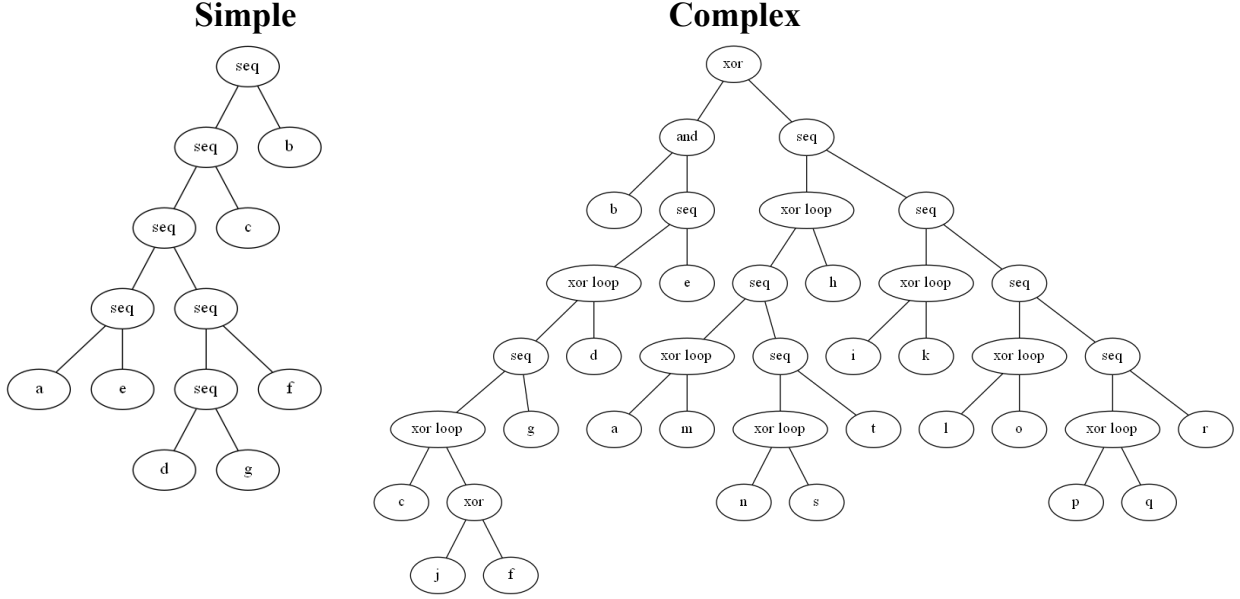 Simple Complex
seq xor
seq b and seq
seq c b seq xor loop seq
seq seq xor loop e seq h xor loop seq
a e seq f seq d xor loop seq i k xor loop seq
d g xor loop g a m xor loop t l o xor loop r
c xor n s p q
j f